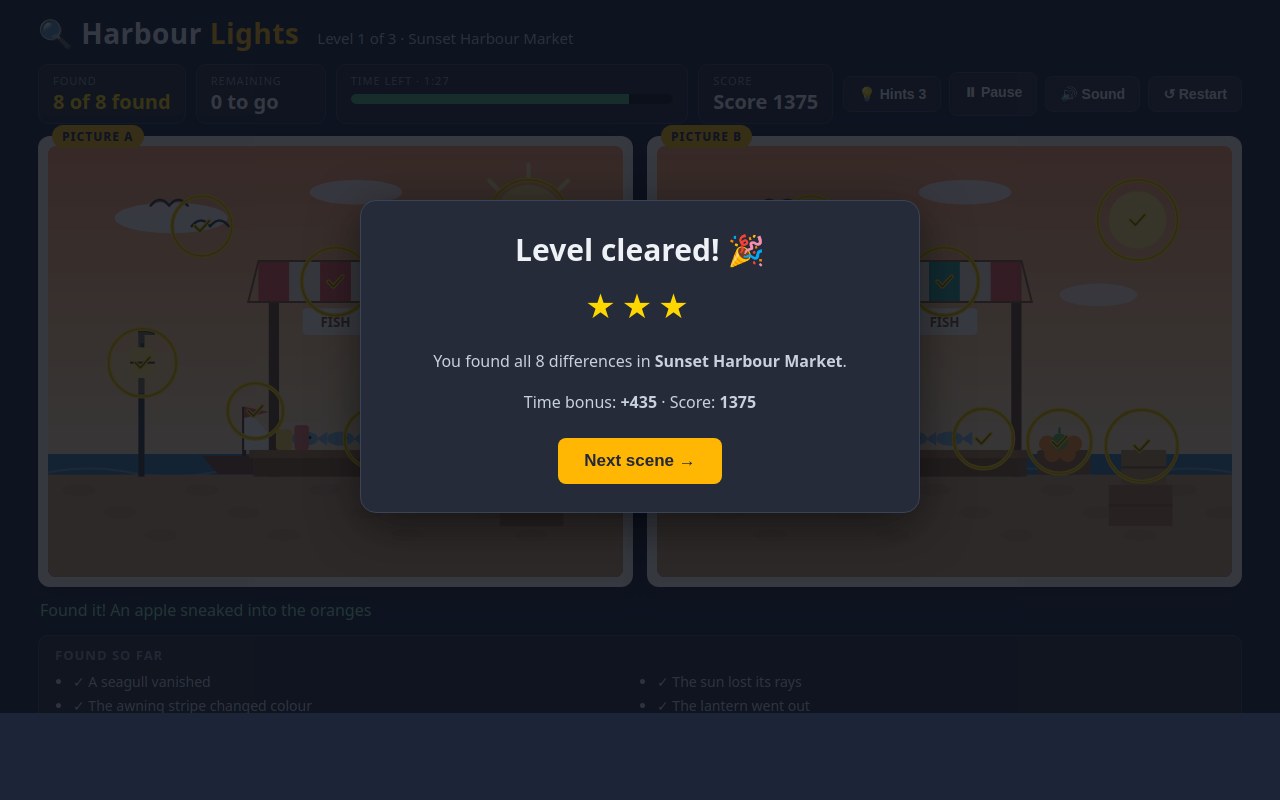 🔍 Harbour Lights Level 1 of 3 · Sunset Harbour Market
FOUND
8 of 8 found
REMAINING
0 to go
TIME LEFT · 1:27
SCORE
Score 1375
💡 Hints 3
⏸ Pause
🔊 Sound
↺ Restart
PICTURE A
PICTURE B
FISH
FISH
Level cleared! 🎉
★ ★ ★
You found all 8 differences in Sunset Harbour Market.
Time bonus: +435 · Score: 1375
Next scene →
Found it! An apple sneaked into the oranges
FOUND SO FAR
• ✓ A seagull vanished
• ✓ The sun lost its rays
• ✓ The awning stripe changed colour
• ✓ The lantern went out